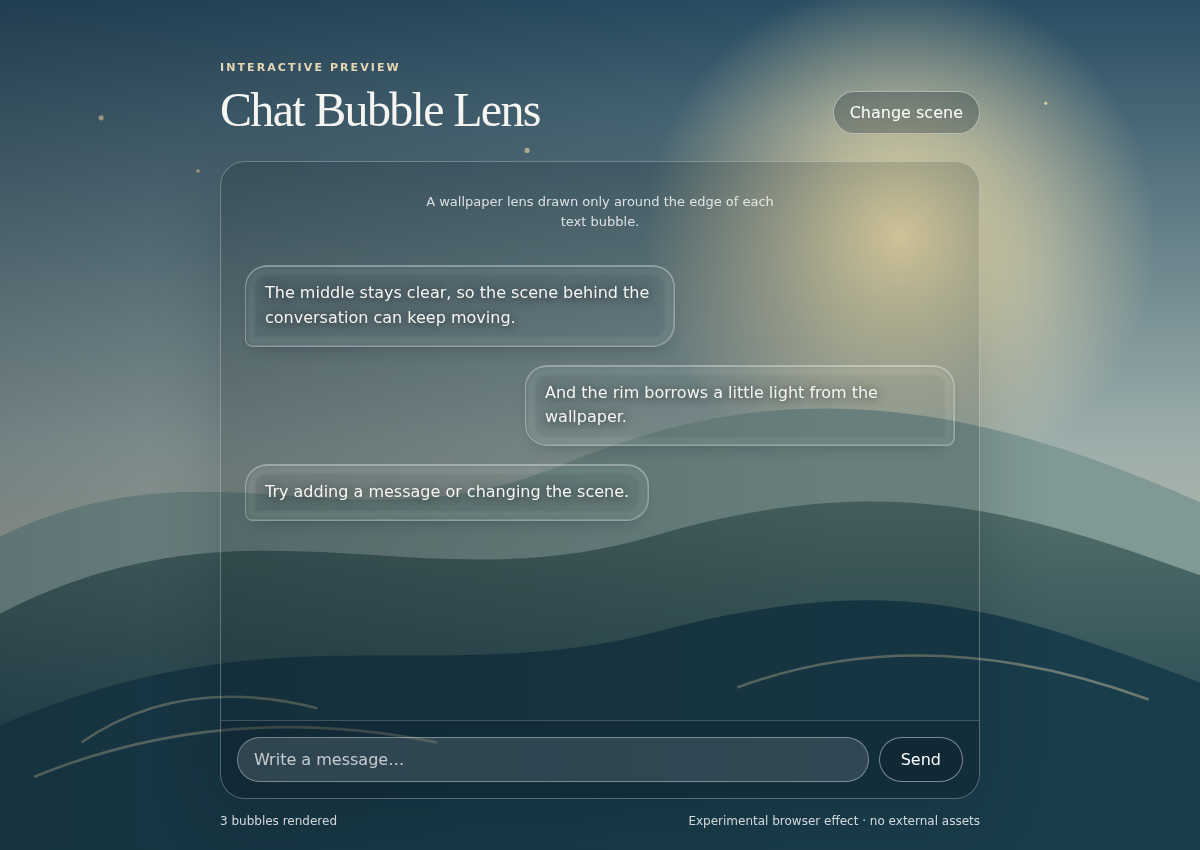 INTERACTIVE PREVIEW
Chat Bubble Lens
Change scene
A wallpaper lens drawn only around the edge of each
text bubble.
The middle stays clear, so the scene behind the
conversation can keep moving.
And the rim borrows a little light from the
wallpaper.
Try adding a message or changing the scene.
Write a message…
Send
3 bubbles rendered
Experimental browser effect · no external assets